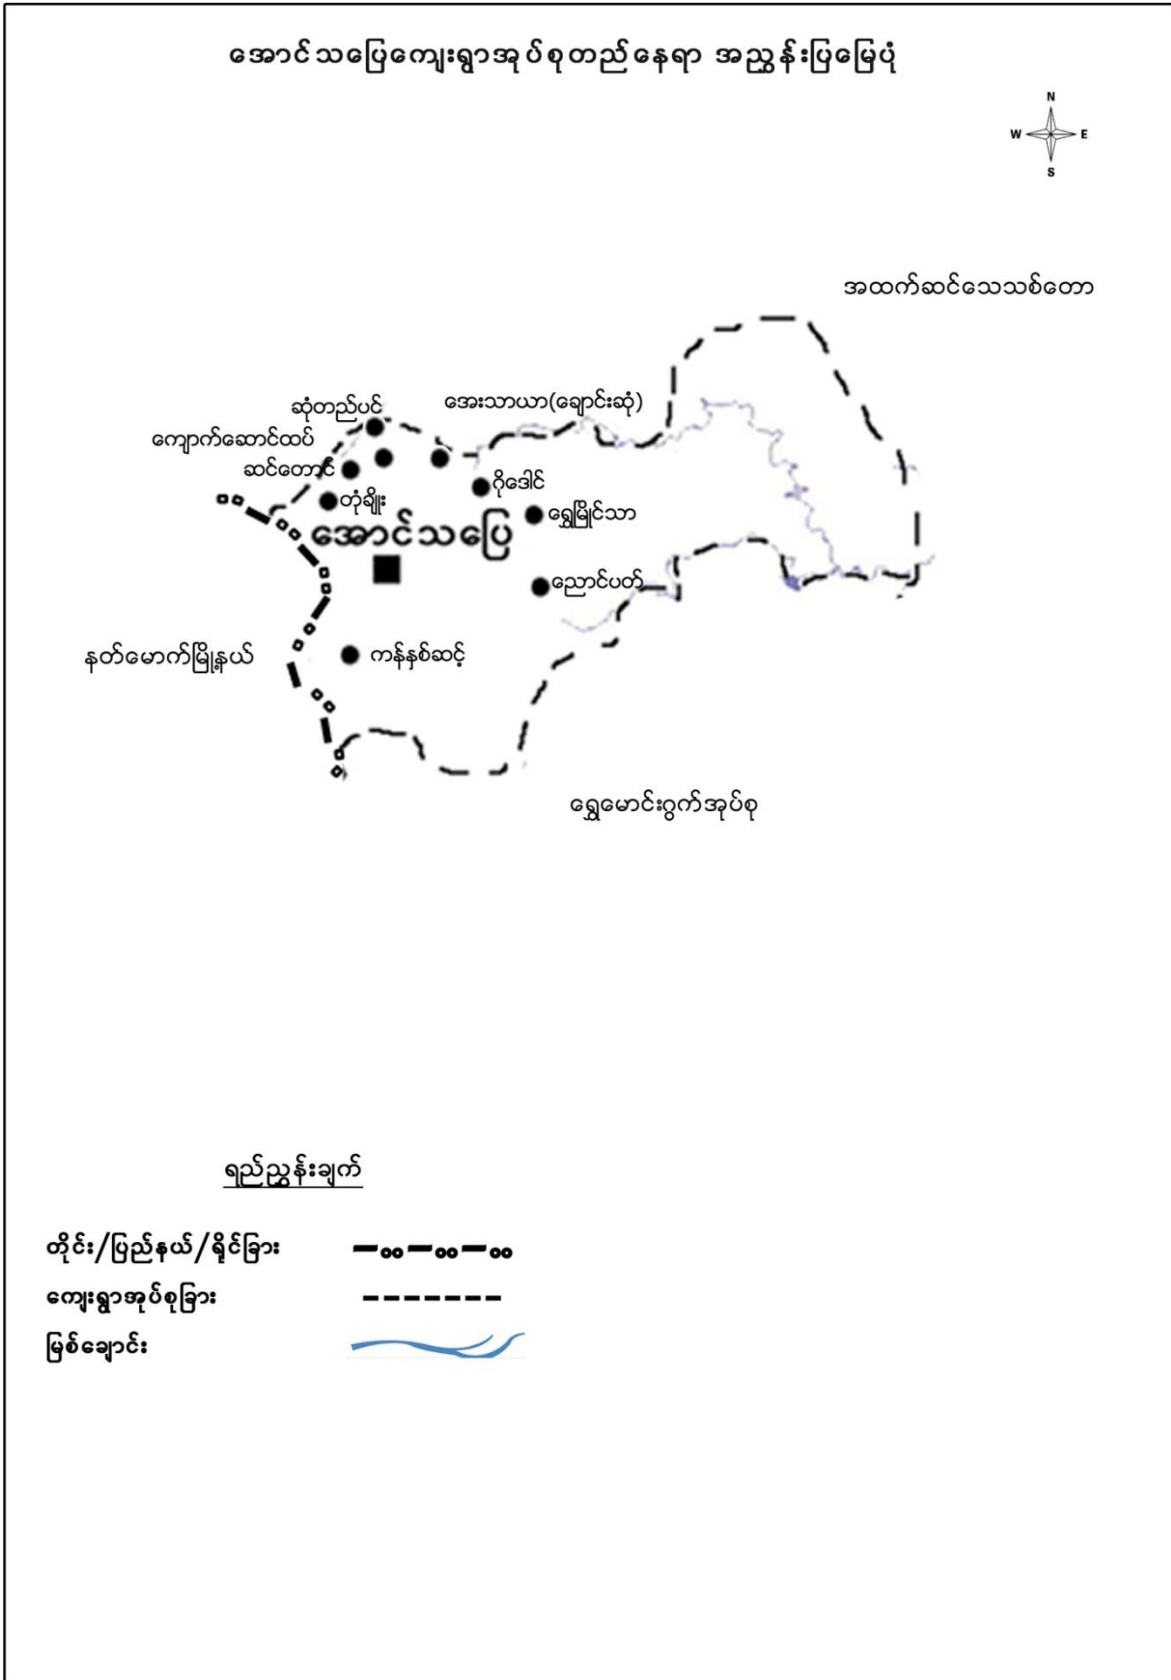 အောင်သပြေကျေးရွာအုပ်စုတည်နေရာ အညွှန်းပြမြေပုံ
N
W E
S
အထက်ဆင်သေသစ်တော
ဆုံတည်ပင်
အေးသာယာ(ချောင်းဆုံ)
ကျောက်ဆောင်ထပ်
ဆင်တောင်
ဂိုဒေါင်
တုံချိုး
ရွှေမြိုင်သာ
အောင်သပြေ
ညောင်ပတ်
နတ်မောက်မြို့နယ်
ကန်နှစ်ဆင့်
ရွှေမောင်းဂွက်အုပ်စု
ရည်ညွှန်းချက်
တိုင်း/ပြည်နယ်/ရိုင်ခြား
ကျေးရွာအုပ်စုခြား
မြစ်ချောင်း